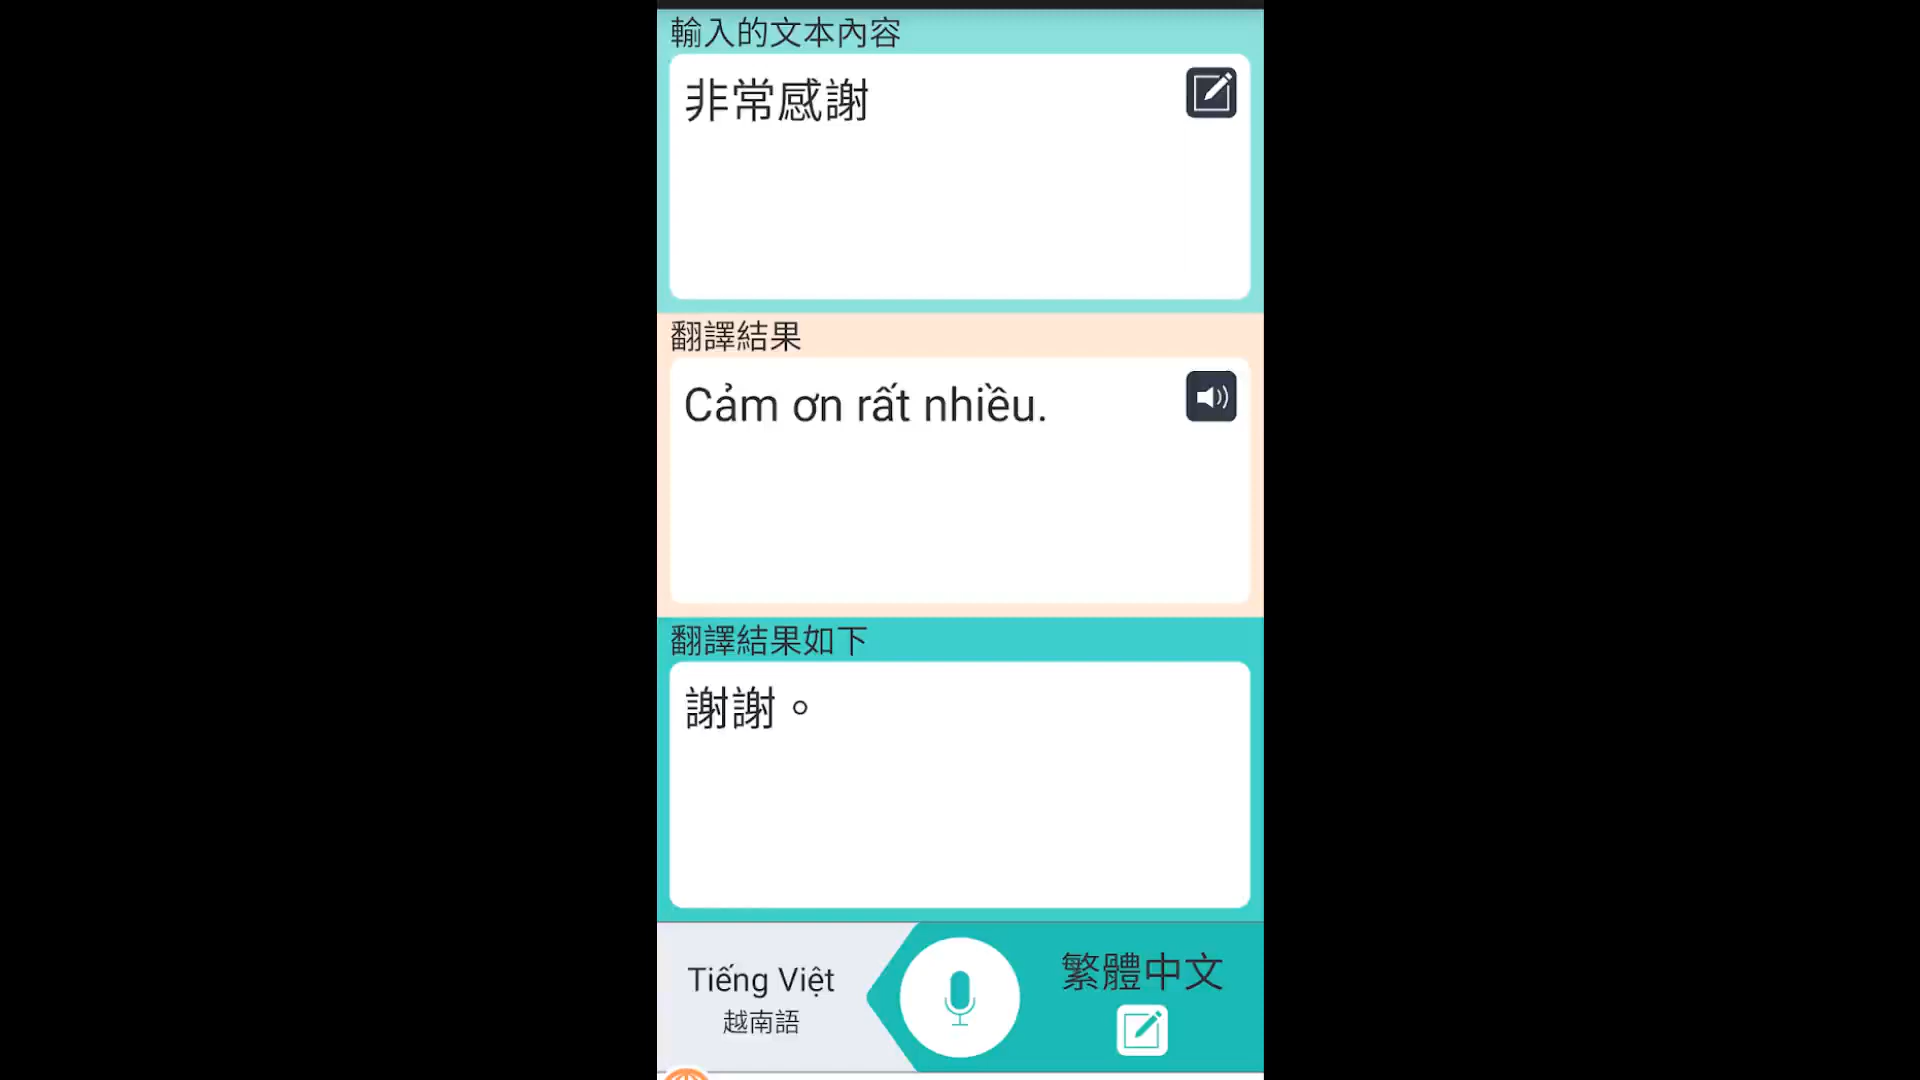 輸入的文本內容
非常感謝
翻譯結果
Cảm ơn rất nhiều.
翻譯結果如下
謝謝。
Tiếng Việt
越南語
繁體中文